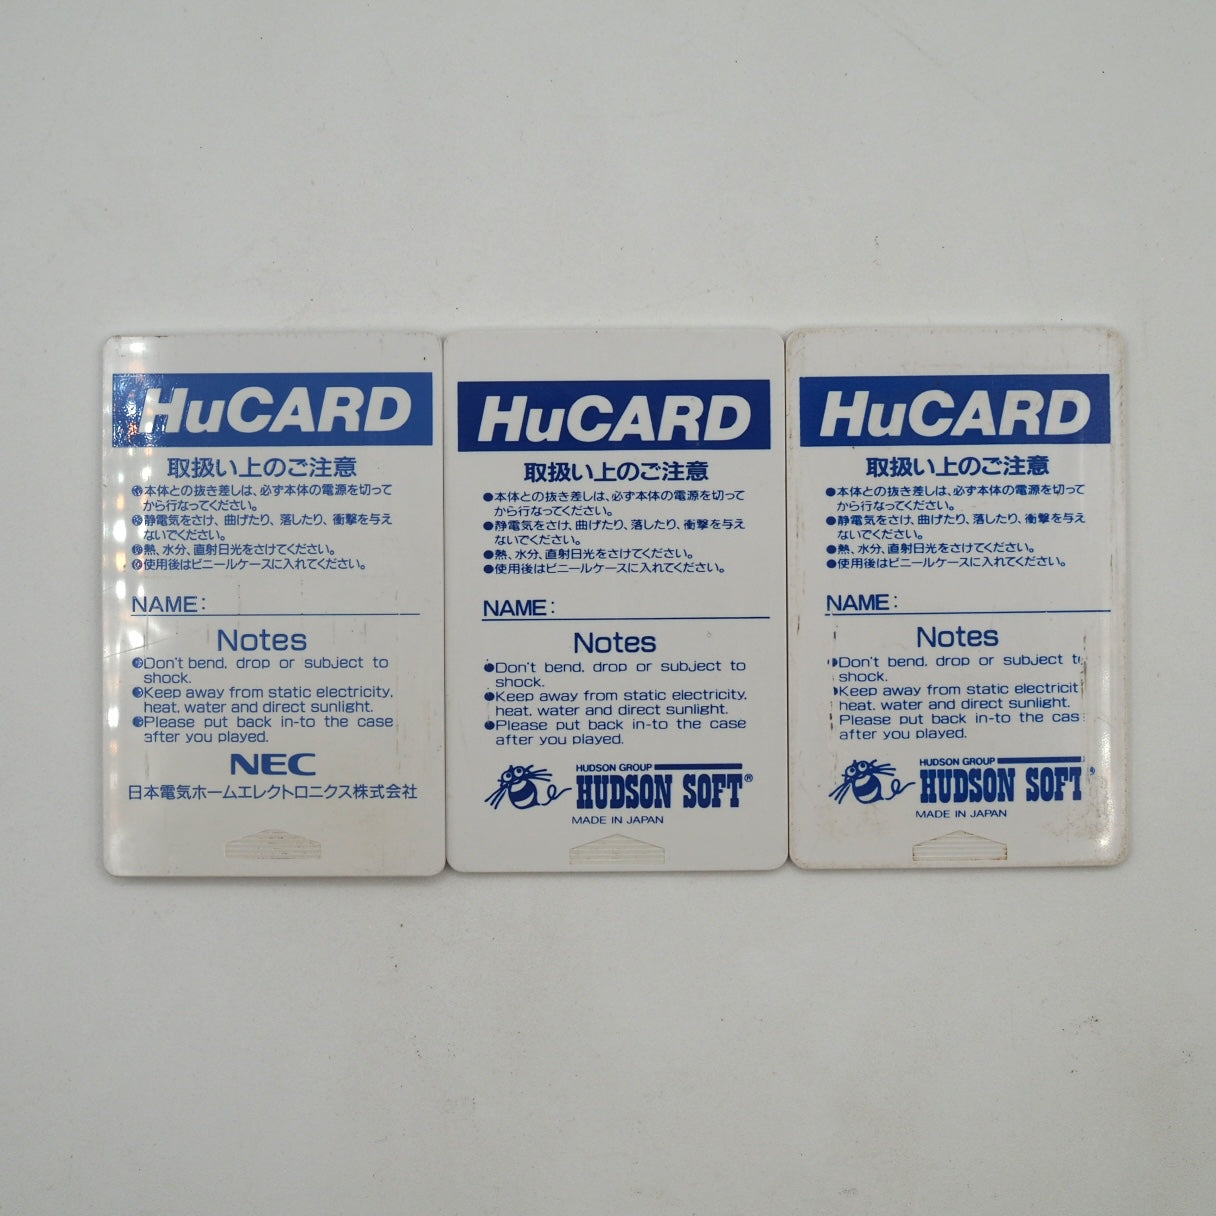 HuCARD
取扱い上のご注意
●本体との抜き差しは、必ず本体の電源を切って
から行なってください。
●静電気をさけ、曲げたり、落したり、衝撃を与え
ないでください。
●熱、水分、直射日光をさけてください。
●使用後はビニールケースに入れてください。
NAME:
Notes
●Don't bend, drop or subject to
shock.
●Keep away from static electricity,
heat, water and direct sunlight.
●Please put back in-to the case
after you played.
NEC
日本電気ホームエレクトロニクス株式会社
HuCARD
取扱い上のご注意
●本体との抜き差しは、必ず本体の電源を切って
から行なってください。
●静電気をさけ、曲げたり、落したり、衝撃を与え
ないでください。
●熱、水分、直射日光をさけてください。
●使用後はビニールケースに入れてください。
NAME:
Notes
●Don't bend, drop or subject to
shock.
●Keep away from static electricity,
heat, water and direct sunlight.
●Please put back in-to the case
after you played.
HUDSON GROUP
HUDSON SOFT®
MADE IN JAPAN
HuCARD
取扱い上のご注意
●本体との抜き差しは、必ず本体の電源を切って
から行なってください。
●静電気をさけ、曲げたり、落したり、衝撃を与え
ないでください。
●熱、水分、直射日光をさけてください。
●使用後はビニールケースに入れてください。
NAME:
Notes
Don't bend, drop or subject t
shock.
Keep away from static electricit
heat, water and direct sunlight.
Please put back in-to the cas
after you played.
HUDSON GROUP
HUDSON SOFT
MADE IN JAPAN